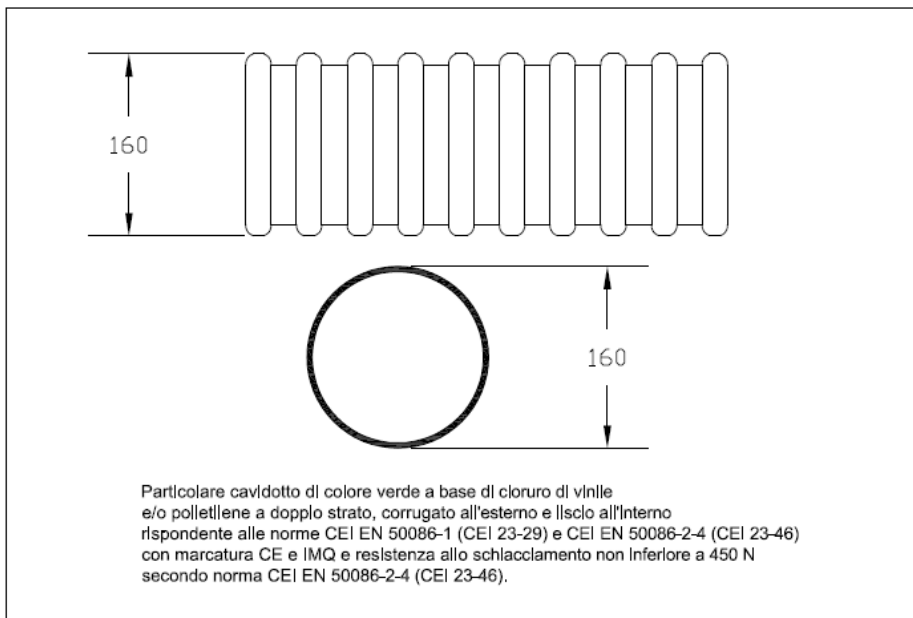 160
160
Particolare cavidotto di colore verde a base di cloruro di vinile
e/o polietilene a doppio strato, corrugato all'esterno e liscio all'interno
rispondente alle norme CEI EN 50086-1 (CEI 23-29) e CEI EN 50086-2-4 (CEI 23-46)
con marcatura CE e IMQ e resistenza allo schiacciamento non inferiore a 450 N
secondo norma CEI EN 50086-2-4 (CEI 23-46).